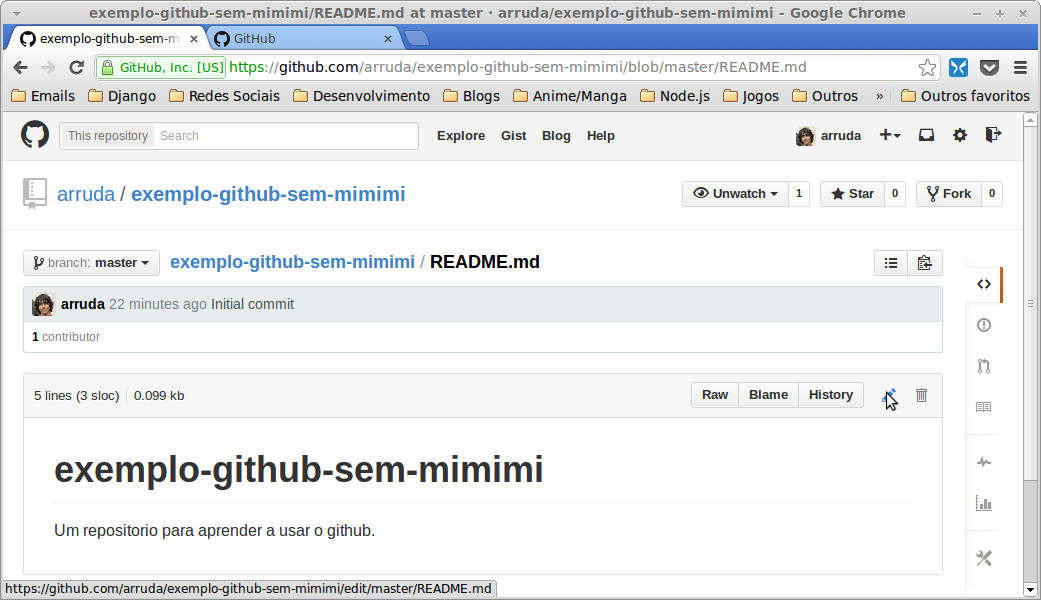 exemplo-github-sem-mimimi/README.md at master · arruda/exemplo-github-sem-mimimi - Google Chrome
exemplo-github-sem-m GitHub
GitHub, Inc. [US] https://github.com/arruda/exemplo-github-sem-mimimi/blob/master/README.md
Emails Django Redes Sociais Desenvolvimento Blogs Anime/Manga Node.js Jogos Outros » Outros favoritos
This repository Search Explore Gist Blog Help arruda
arruda / exemplo-github-sem-mimimi Unwatch 1 Star 0 Fork 0
branch: master exemplo-github-sem-mimimi / README.md
arruda 22 minutes ago Initial commit
1 contributor
5 lines (3 sloc) 0.099 kb Raw Blame History
exemplo-github-sem-mimimi
Um repositorio para aprender a usar o github.
https://github.com/arruda/exemplo-github-sem-mimimi/edit/master/README.md